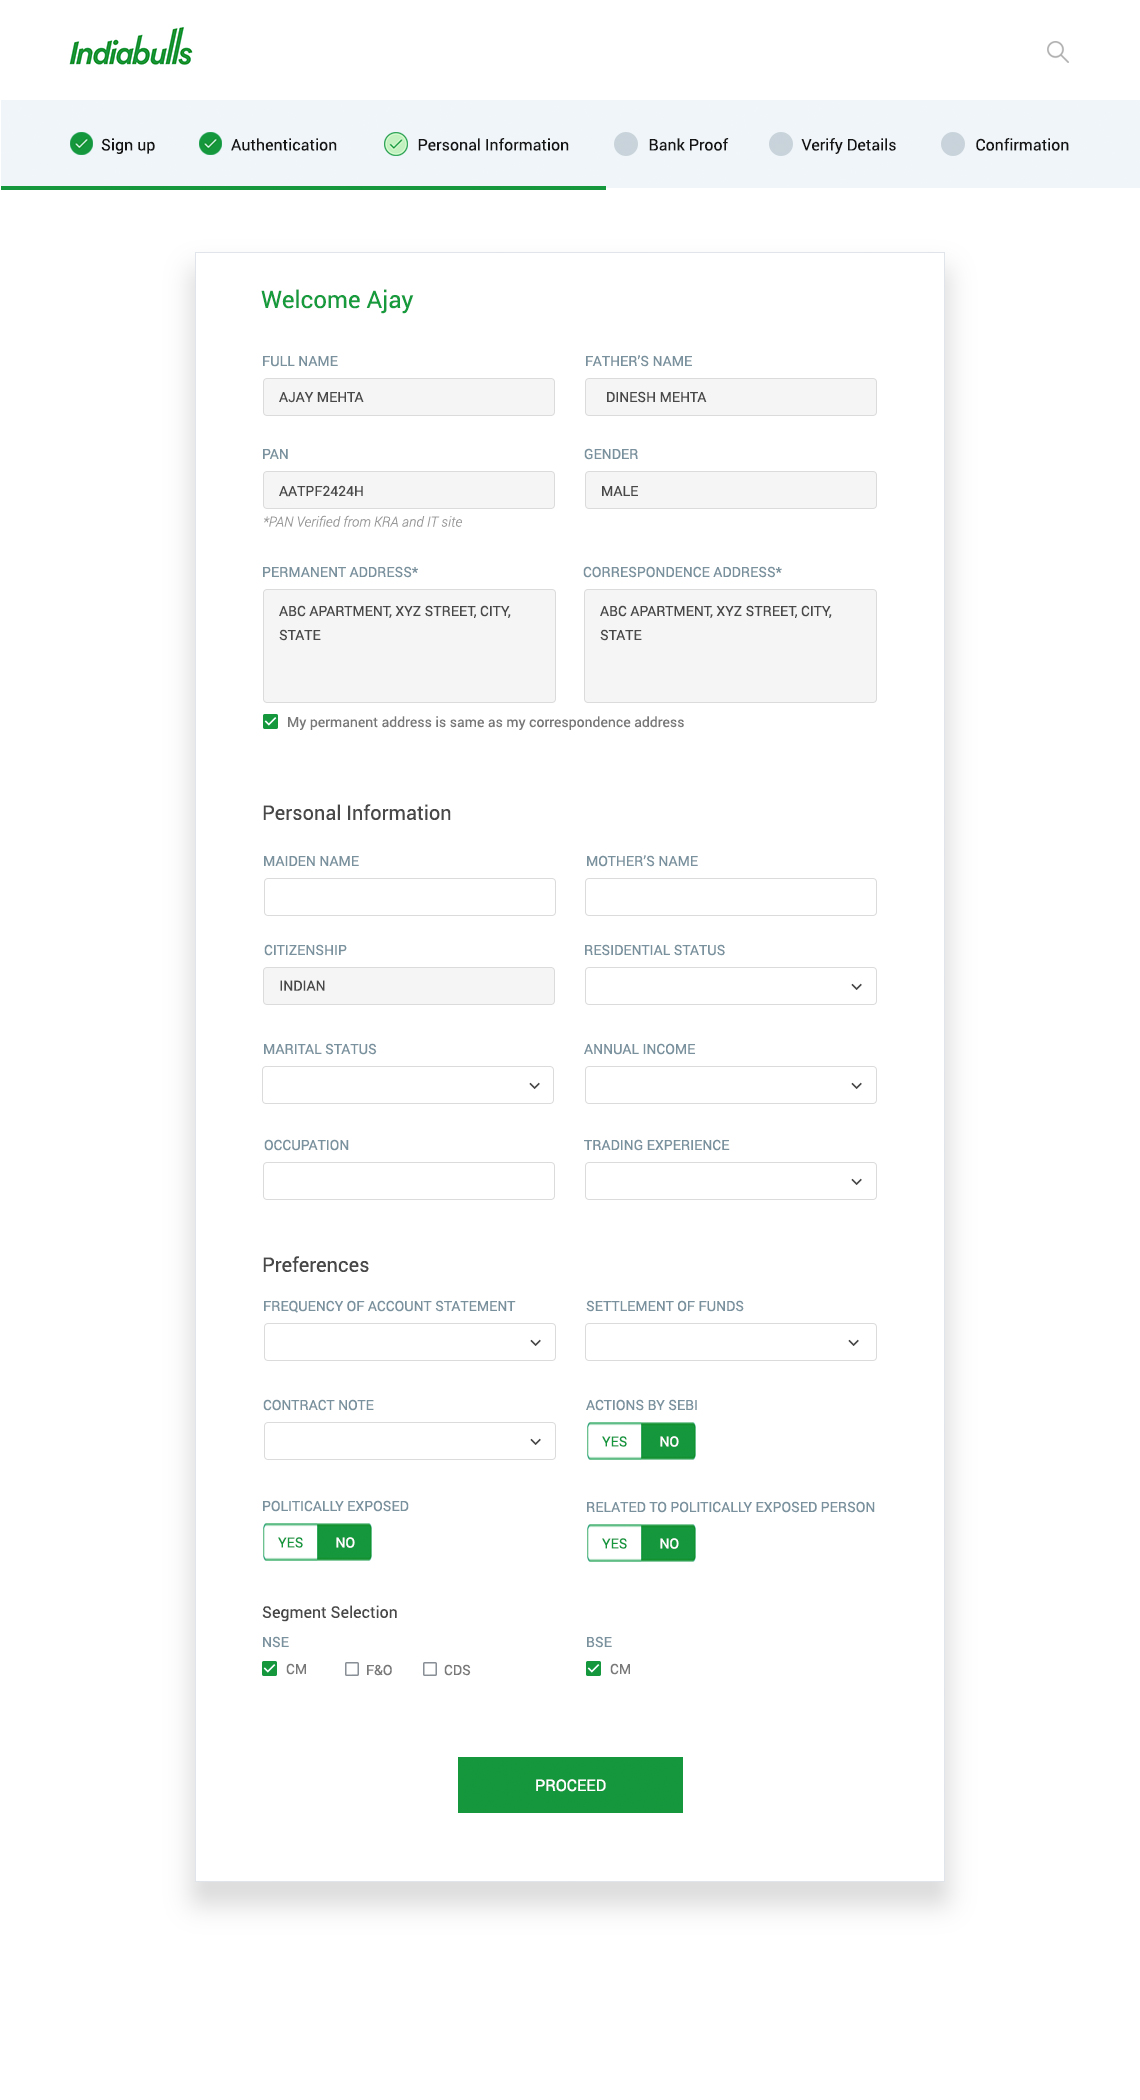 Indiabulls
Sign up Authentication Personal Information Bank Proof Verify Details Confirmation
Welcome Ajay
FULL NAME FATHER'S NAME
AJAY MEHTA DINESH MEHTA
PAN GENDER
AATPF2424H MALE
*PAN Verified from KRA and IT site
PERMANENT ADDRESS* CORRESPONDENCE ADDRESS*
ABC APARTMENT, XYZ STREET, CITY, ABC APARTMENT, XYZ STREET, CITY,
STATE STATE
My permanent address is same as my correspondence address
Personal Information
MAIDEN NAME MOTHER'S NAME
CITIZENSHIP RESIDENTIAL STATUS
INDIAN
MARITAL STATUS ANNUAL INCOME
OCCUPATION TRADING EXPERIENCE
Preferences
FREQUENCY OF ACCOUNT STATEMENT SETTLEMENT OF FUNDS
CONTRACT NOTE ACTIONS BY SEBI
YES NO
POLITICALLY EXPOSED RELATED TO POLITICALLY EXPOSED PERSON
YES NO YES NO
Segment Selection
NSE BSE
CM F&O CDS CM
PROCEED